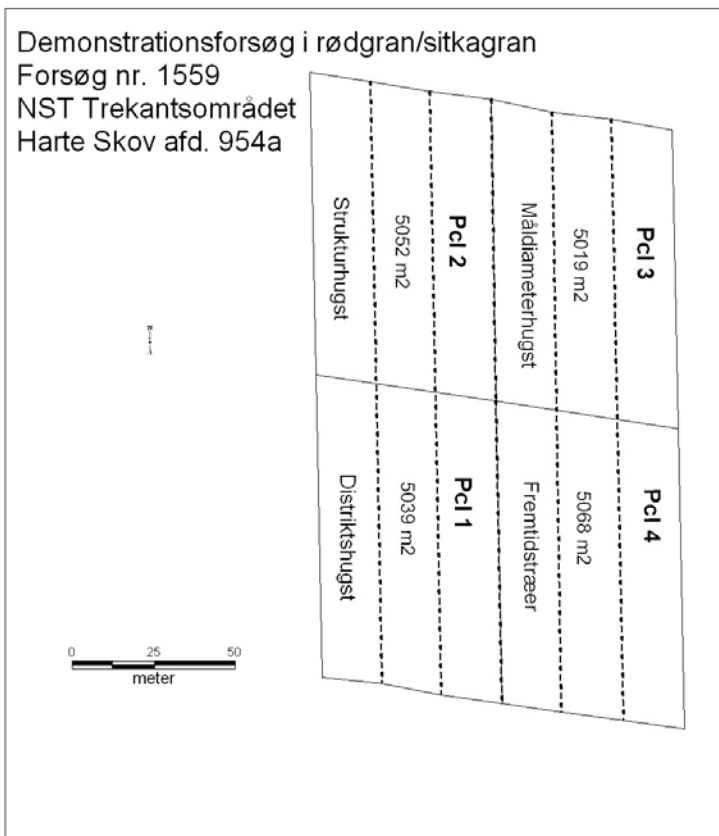 Demonstrationsforsøg i rødgran/sitkagran
Forsøg nr. 1559
NST Trekantsområdet
Harte Skov afd. 954a
Pcl 3
5019 m2
Måldiameterhugst
Pcl 2
5052 m2
Strukturhugst
Pcl 4
5068 m2
Fremtidstræer
Pcl 1
5039 m2
Distriktshugst
0 25 50
meter